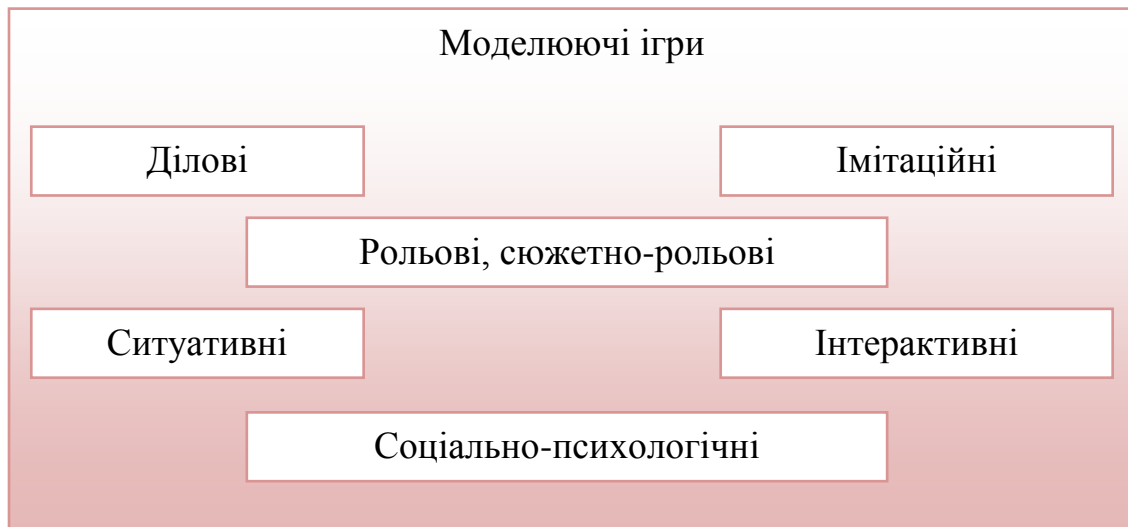 Моделюючі ігри
Ділові
Імітаційні
Рольові, сюжетно-рольові
Ситуативні
Інтерактивні
Соціально-психологічні